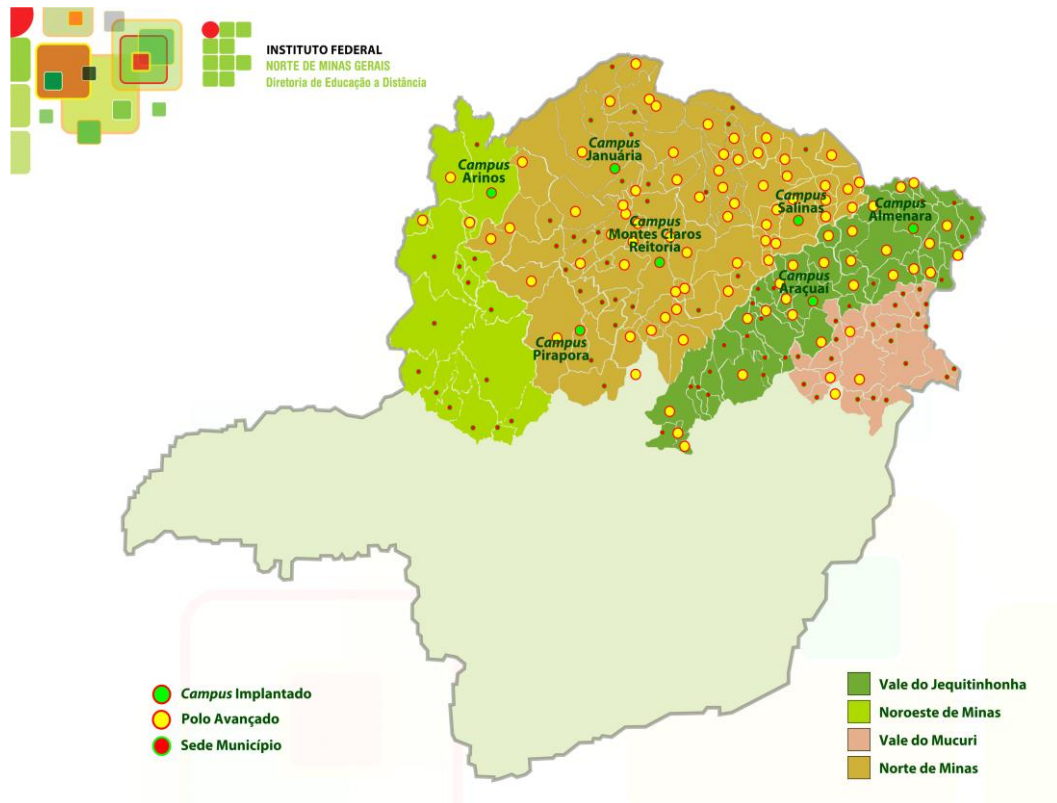 INSTITUTO FEDERAL
NORTE DE MINAS GERAIS
Diretoria de Educação a Distância
Campus
Januária
Campus
Arinos
Campus
Salinas
Campus
Almenara
Campus
Montes Claros
Reitoria
Campus
Araçuaí
Campus
Pirapora
Campus Implantado
Polo Avançado
Sede Município
Vale do Jequitinhonha
Noroeste de Minas
Vale do Mucuri
Norte de Minas